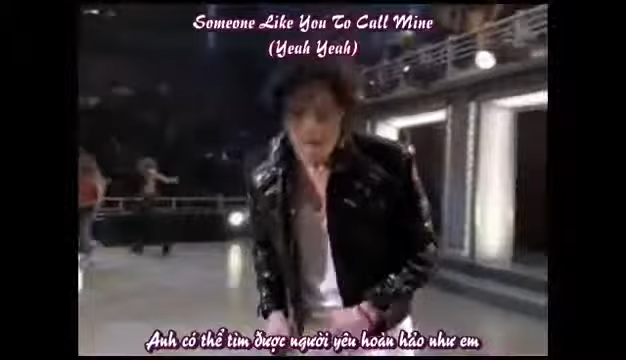 Someone Like You To Call Mine
(Yeah Yeah)
Anh có thể tìm được người yêu hoàn hảo như em